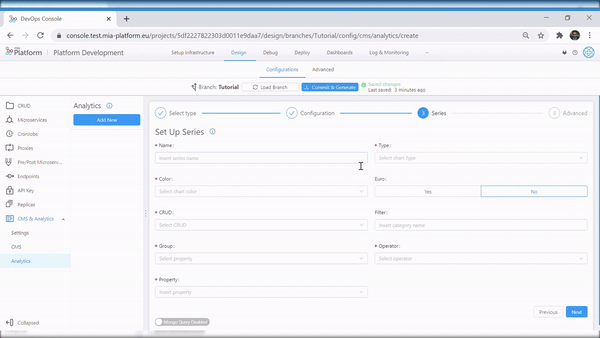 DevOps Console
console.test.mia-platform.eu/projects/5df2227822303d0011e9daa7/design/branches/Tutorial/config/cms/analytics/create
Platform
Platform Development
Setup Infrastructure
Design
Debug
Deploy
Dashboards
Log & Monitoring
Configurations
Advanced
Branch: Tutorial
Load Branch
Commit & Generate
Saved changes
Last saved: 3 minutes ago
CRUD
Microservices
CronJobs
Proxies
Pre/Post Microserv...
Endpoints
API Key
Replicas
CMS & Analytics
Settings
CMS
Analytics
Collapsed
Analytics
Add New
Select type
Configuration
3 Series
4 Advanced
Set Up Series
* Name:
Insert series name
* Type:
Select chart Type
* Color:
Select chart color
Euro:
Yes
No
* CRUD:
Select CRUD
Filter:
Insert category name
* Group:
Select property
* Operator:
Select operator
* Property:
Insert property
Previous
Next
Mongo Query Disabled